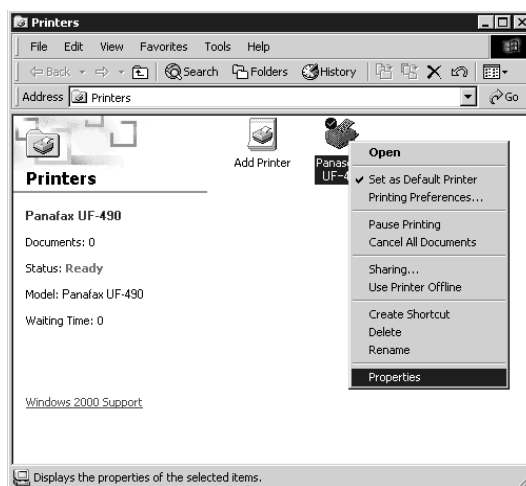 Printers
File Edit View Favorites Tools Help
Back Search Folders History
Address Printers Go
Add Printer
UF-4
Printers
Panafax UF-490
Documents: 0
Status: Ready
Model: Panafax UF-490
Waiting Time: 0
Windows 2000 Support
Open
Set as Default Printer
Printing Preferences...
Pause Printing
Cancel All Documents
Sharing...
Use Printer Offline
Create Shortcut
Delete
Rename
Properties
Displays the properties of the selected items.